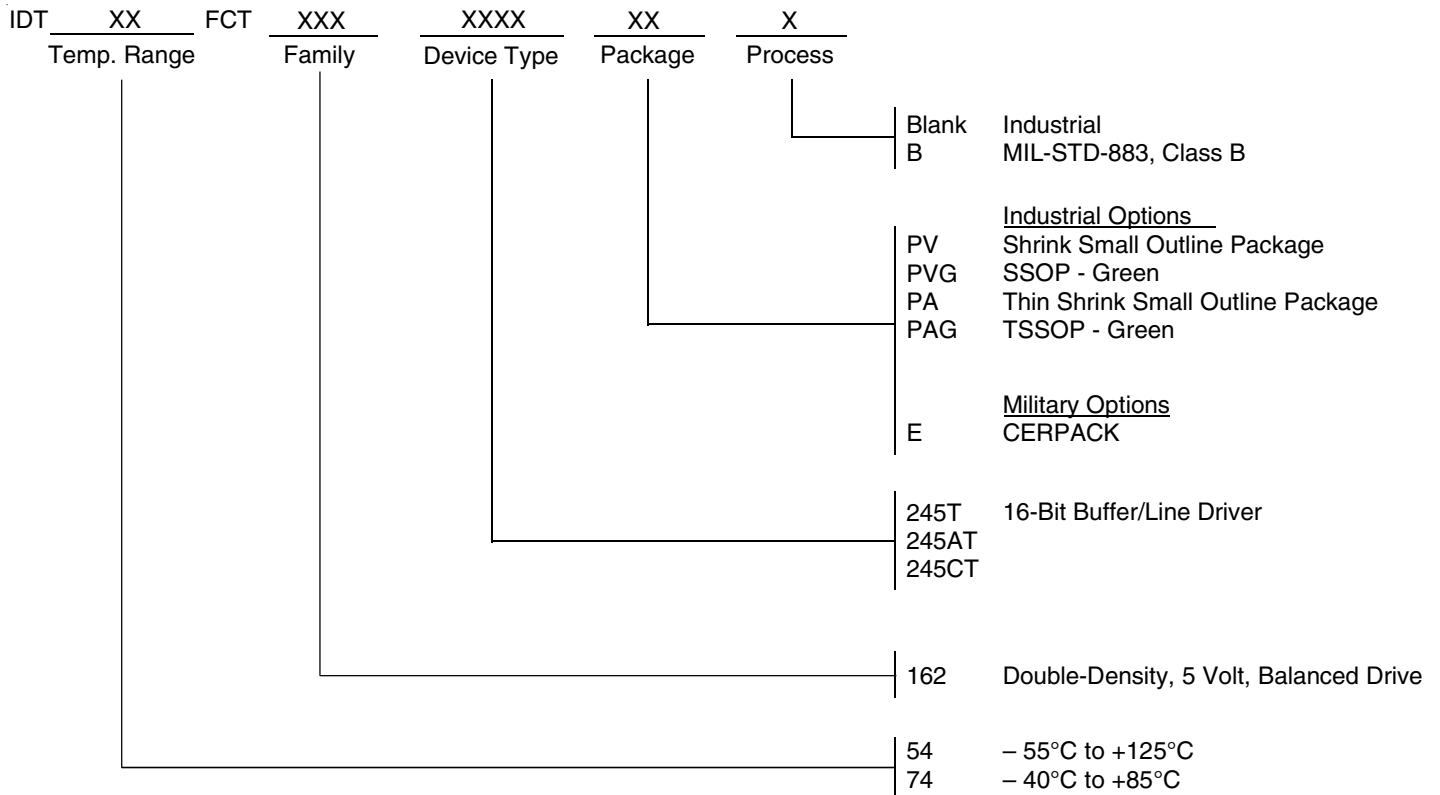 IDT XX FCT XXX XXXX XX X
Temp. Range Family Device Type Package Process
Blank Industrial
B MIL-STD-883, Class B
Industrial Options
PV Shrink Small Outline Package
PVG SSOP - Green
PA Thin Shrink Small Outline Package
PAG TSSOP - Green
Military Options
E CERPACK
245T 16-Bit Buffer/Line Driver
245AT
245CT
162 Double-Density, 5 Volt, Balanced Drive
54 – 55°C to +125°C
74 – 40°C to +85°C